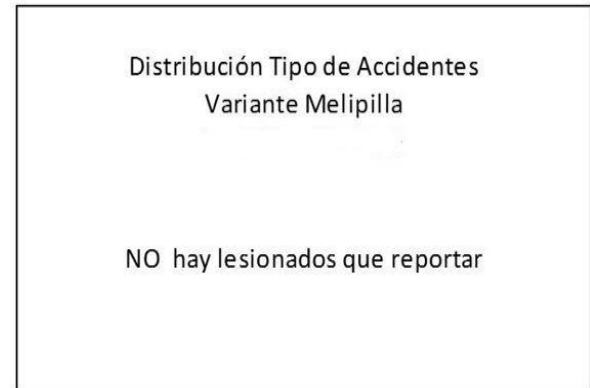 Distribución Tipo de Accidentes
Variante Melipilla
NO hay lesionados que reportar